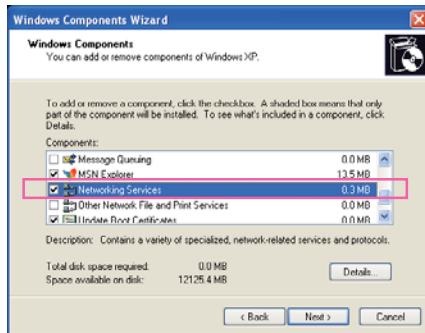 Windows Components Wizard
Windows Components
You can add or remove components of Windows XP.
To add or remove a component, click the checkbox. A shaded box means that only
part of the component will be installed. To see what's included in a component, click
Details.
Components:
Message Queuing 0.0 MB
MSN Explorer 13.5 MB
Networking Services 0.3 MB
Other Network File and Print Services 0.0 MB
Update Root Certificates 0.0 MB
Description: Contains a variety of specialized, network-related services and protocols.
Total disk space required: 0.0 MB
Space available on disk: 12125.4 MB
Details...
< Back Next > Cancel